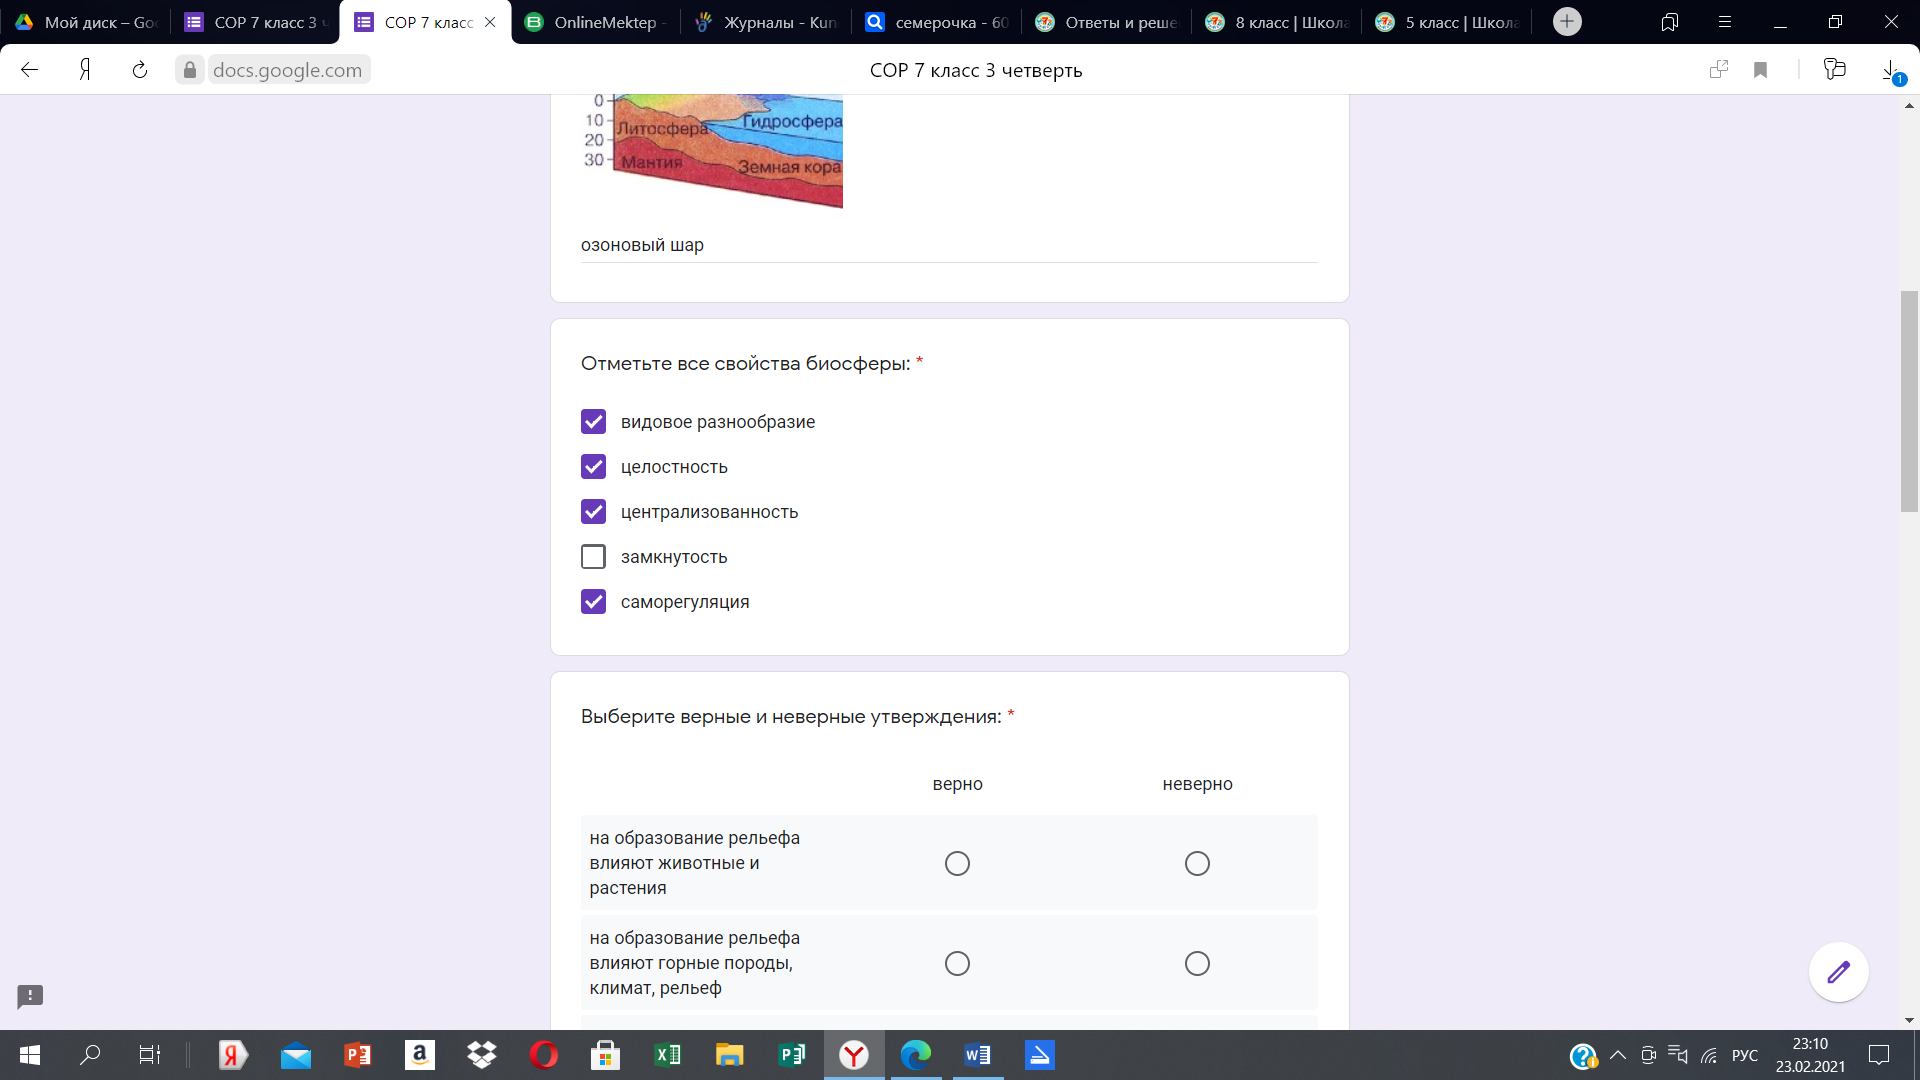 Мой диск – Goo
СОР 7 класс 3 ч
СОР 7 класс
OnlineMektep -
Журналы - Kun
семерочка - 60
Ответы и реше
8 класс | Школа
5 класс | Школа
docs.google.com
СОР 7 класс 3 четверть
1
0
10
20
30
Литосфера
Гидросфера
Мантия
Земная кора
озоновый шар
Отметьте все свойства биосферы: *
видовое разнообразие
целостность
централизованность
замкнутость
саморегуляция
Выберите верные и неверные утверждения: *
верно неверно
на образование рельефа
влияют животные и
растения
на образование рельефа
влияют горные породы,
климат, рельеф
РУС
23:10
23.02.2021